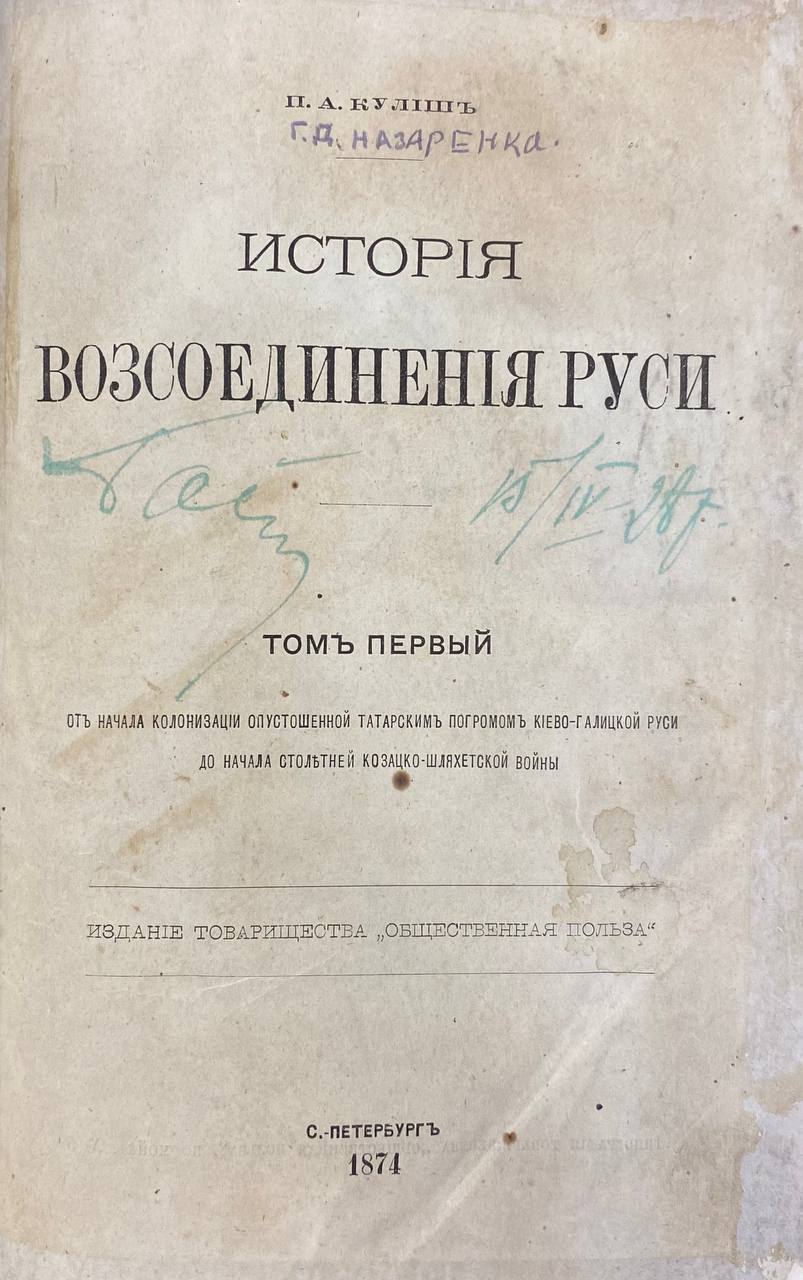 П. А. КУЛІШЪ
Г.Д. НАЗАРЕНКА.
ИСТОРІЯ
ВОЗСОЕДИНЕНІЯ РУСИ
15/IV 28 г.
ТОМЪ ПЕРВЫЙ
ОТЪ НАЧАЛА КОЛОНИЗАЦІИ ОПУСТОШЕННОЙ ТАТАРСКИМЪ ПОГРОМОМЪ КІЕВО-ГАЛИЦКОЙ РУСИ
ДО НАЧАЛА СТОЛѢТНЕЙ КОЗАЦКО-ШЛЯХЕТСКОЙ ВОЙНЫ
ИЗДАНІЕ ТОВАРИЩЕСТВА „ОБЩЕСТВЕННАЯ ПОЛЬЗА“
С.-ПЕТЕРБУРГЪ
1874